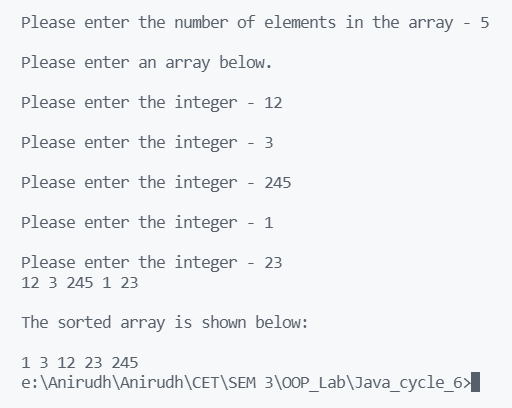 Please enter the number of elements in the array - 5
Please enter an array below.
Please enter the integer - 12
Please enter the integer - 3
Please enter the integer - 245
Please enter the integer - 1
Please enter the integer - 23
12 3 245 1 23
The sorted array is shown below:
1 3 12 23 245
e:\Anirudh\Anirudh\CET\SEM 3\OOP_Lab\Java_cycle_6>